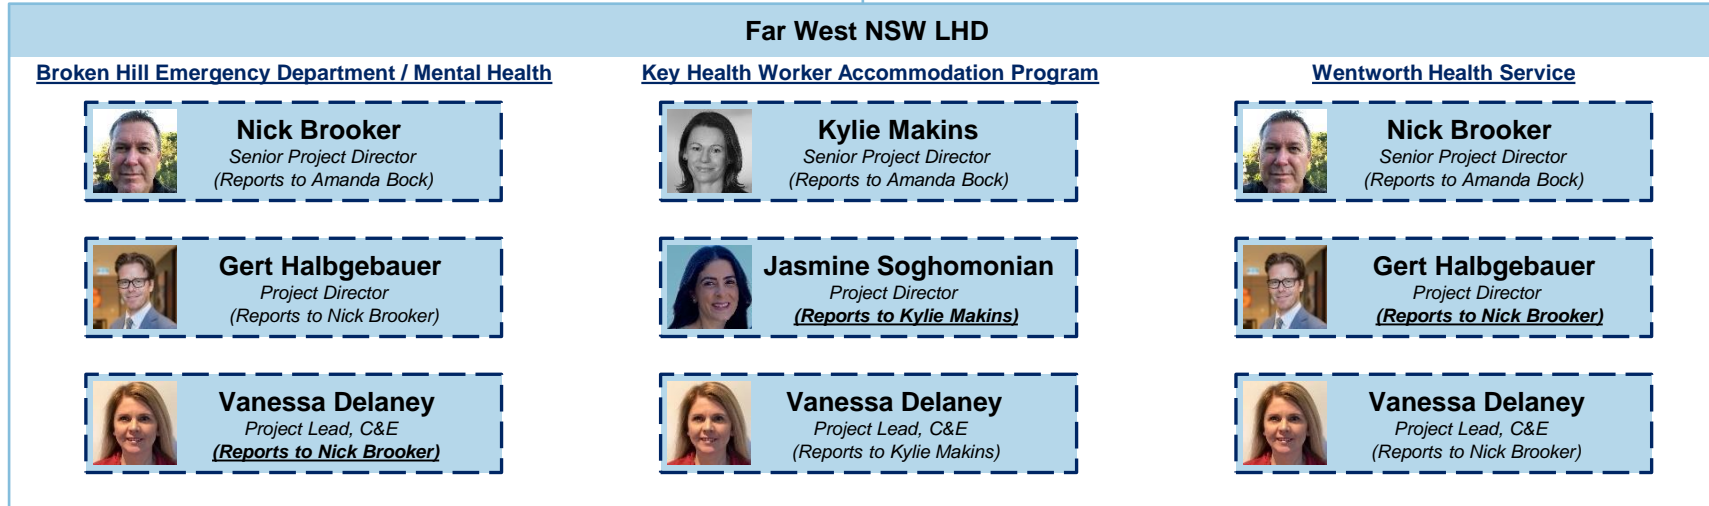 Far West NSW LHD
Broken Hill Emergency Department / Mental Health
Nick Brooker
Senior Project Director
(Reports to Amanda Bock)
Gert Halbgebauer
Project Director
(Reports to Nick Brooker)
Vanessa Delaney
Project Lead, C&E
(Reports to Nick Brooker)
Key Health Worker Accommodation Program
Kylie Makins
Senior Project Director
(Reports to Amanda Bock)
Jasmine Soghomonian
Project Director
(Reports to Kylie Makins)
Vanessa Delaney
Project Lead, C&E
(Reports to Kylie Makins)
Wentworth Health Service
Nick Brooker
Senior Project Director
(Reports to Amanda Bock)
Gert Halbgebauer
Project Director
(Reports to Nick Brooker)
Vanessa Delaney
Project Lead, C&E
(Reports to Nick Brooker)